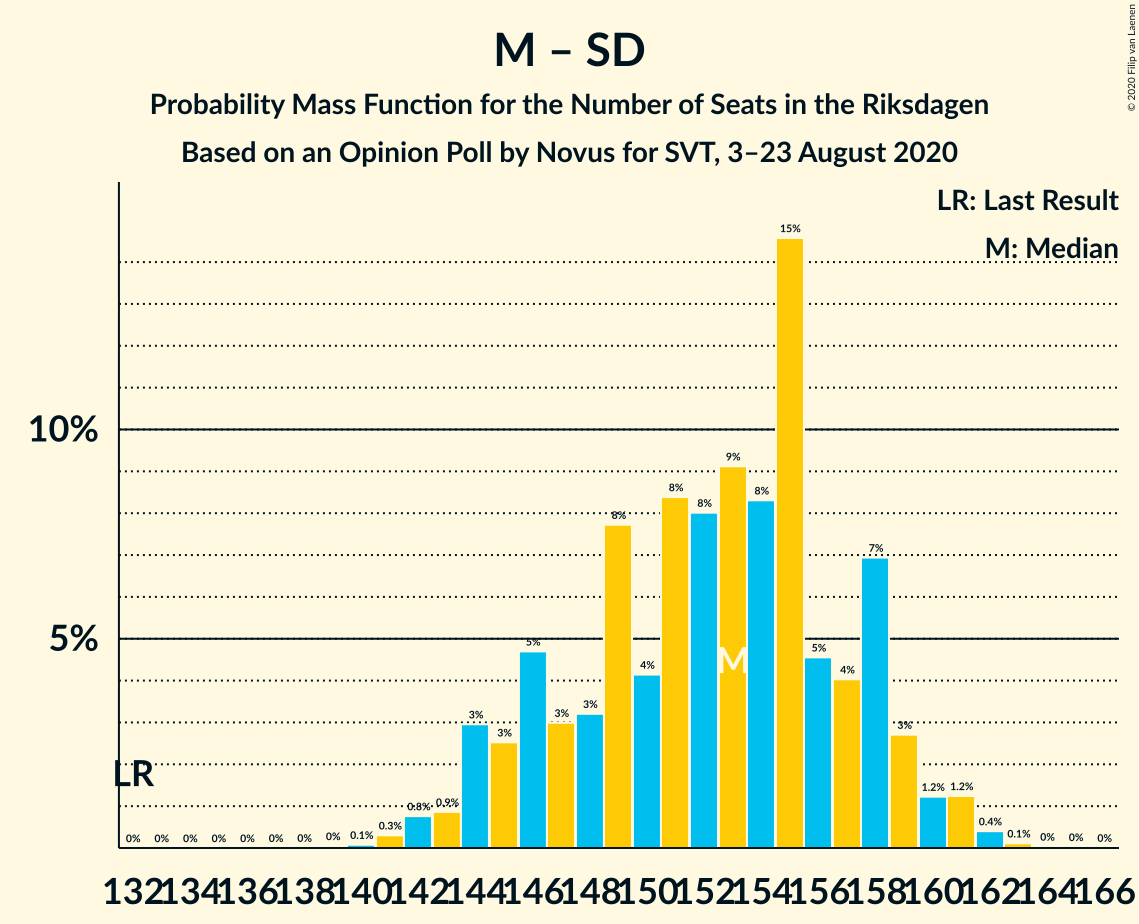 M – SD
Probability Mass Function for the Number of Seats in the Riksdagen
Based on an Opinion Poll by Novus for SVT, 3–23 August 2020
© 2020 Filip van Laenen
LR: Last Result
M: Median
15%
10%
9%
8%
8%
8%
8%
7%
5%
5%
5%
4%
4%
3%
3%
3%
3%
3%
M
LR
1.2%
1.2%
0.8%
0.9%
0.4%
0.3%
0.1%
0.1%
0% 0% 0% 0% 0% 0% 0% 0% 0% 0% 0%
132 134 136 138 140 142 144 146 148 150 152 154 156 158 160 162 164 166